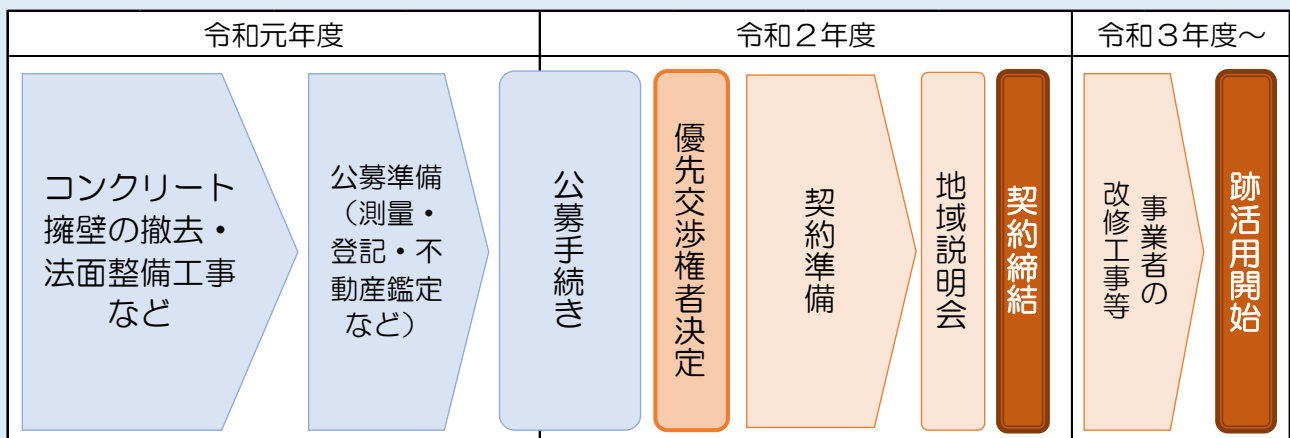 令和元年度
令和２年度
令和３年度～
コンクリート
擁壁の撤去・
法面整備工事
など
公募準備
（測量・
登記・不
動産鑑定
など）
公募手続き
優先交渉権者決定
契約準備
地域説明会
契約締結
事業者の
改修工事等
跡活用開始